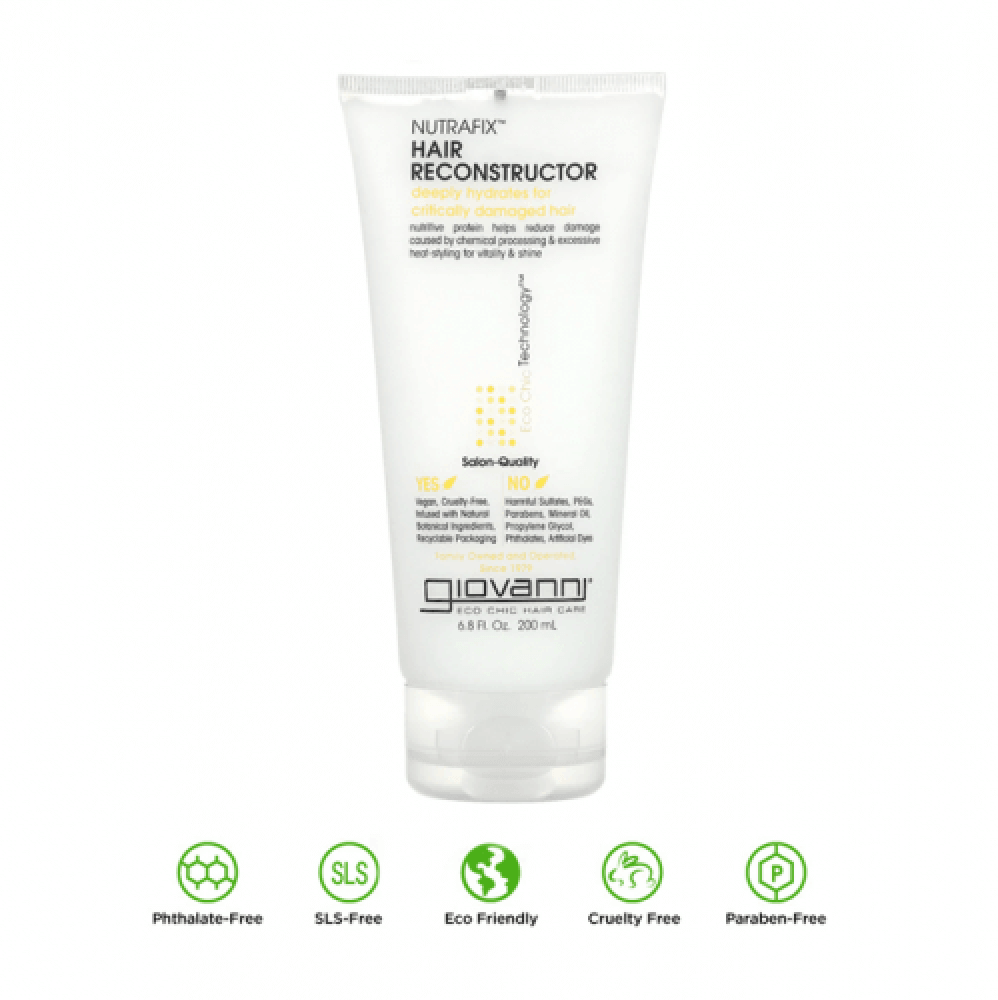 NUTRAFIX™
HAIR
RECONSTRUCTOR
deeply hydrates for
critically damaged hair
nutritive protein helps reduce damage
caused by chemical processing & excessive
heat-styling for vitality & shine
Eco Chic Technology™
Salon-Quality
YES
Vegan, Cruelty-Free,
Infused with Natural
Botanical Ingredients,
Recyclable Packaging
NO
Harmful Sulfates, PEGs,
Parabens, Mineral Oil,
Propylene Glycol,
Phthalates, Artificial Dyes
Family Owned and Operated,
Since 1979
giovanni®
ECO CHIC HAIR CARE
6.8 Fl. Oz. 200 mL
SLS
P
Phthalate-Free
SLS-Free
Eco Friendly
Cruelty Free
Paraben-Free